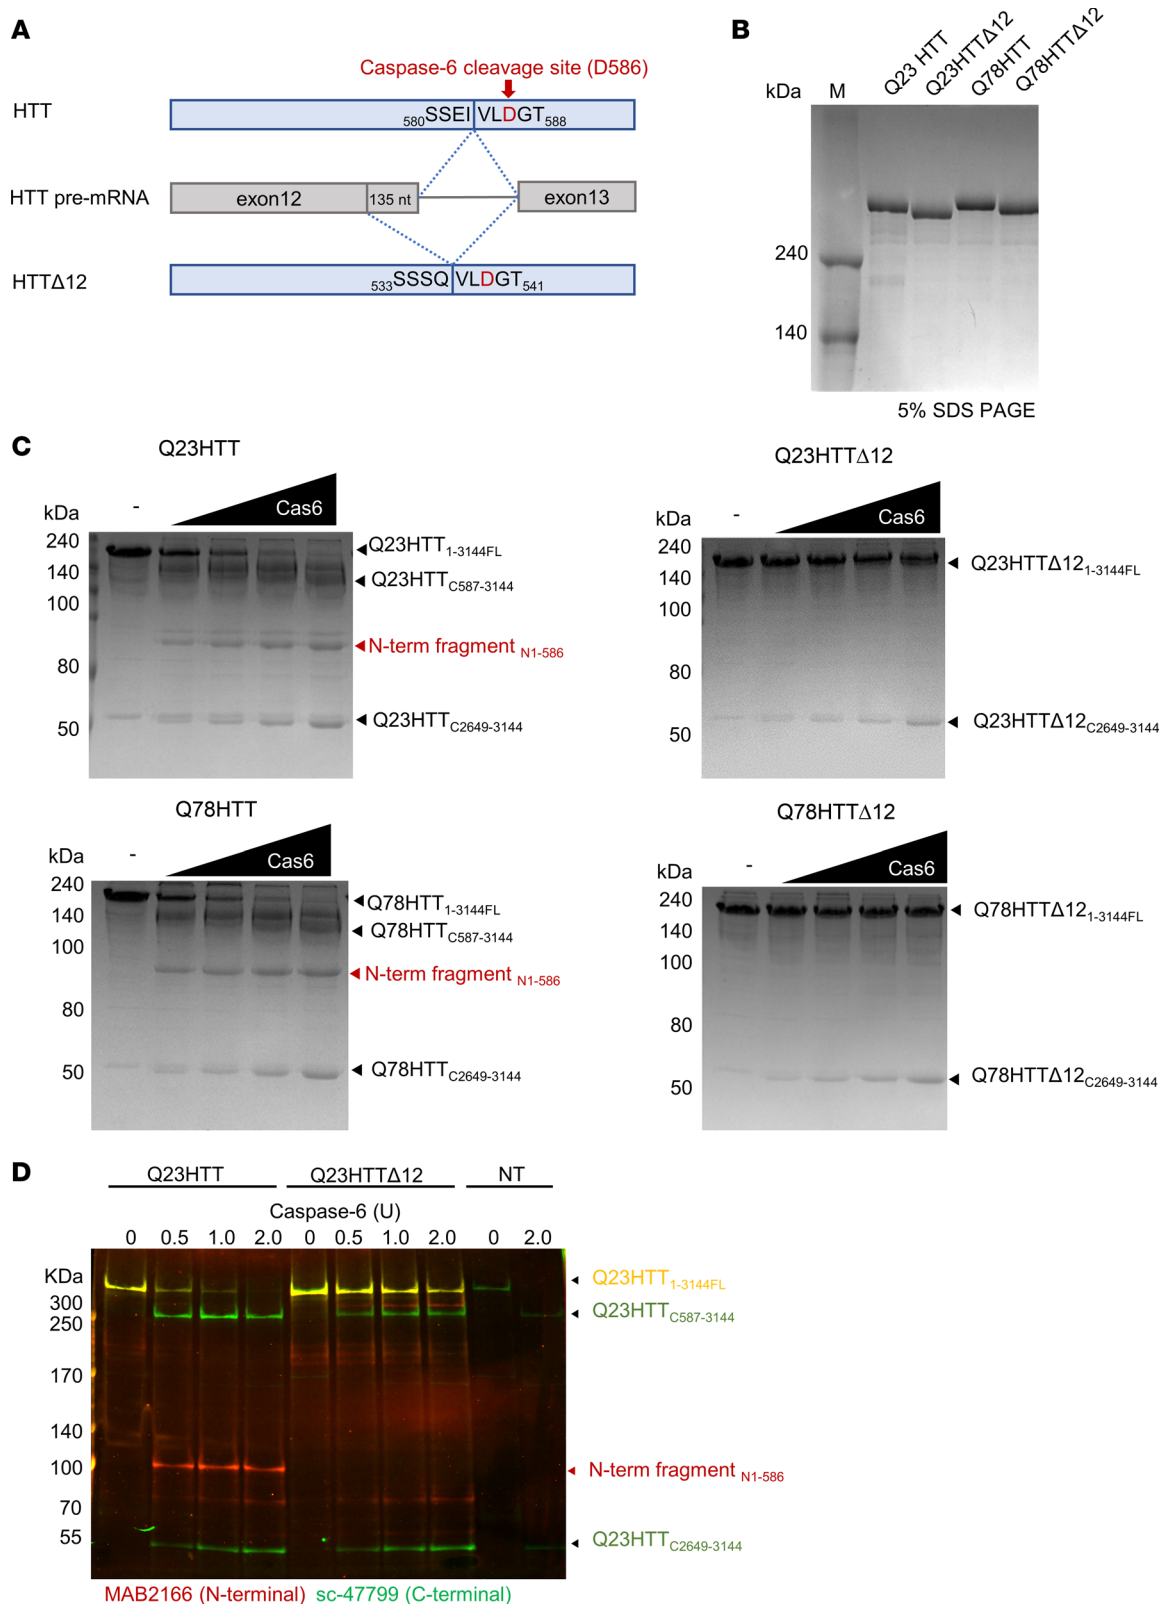 A
Caspase-6 cleavage site (D586)
HTT
580SSEI VLDGT588
HTT pre-mRNA
exon12
135 nt
exon13
HTTΔ12
533SSSQ VLDGT541
B
kDa
M
Q23 HTT
Q23HTTΔ12
Q78HTT
Q78HTTΔ12
240
140
5% SDS PAGE
C
Q23HTT
-
Cas6
kDa
240
140
100
80
50
Q23HTT1-3144FL
Q23HTTC587-3144
N-term fragment N1-586
Q23HTTC2649-3144
Q23HTTΔ12
-
Cas6
kDa
240
140
100
80
50
Q23HTTΔ121-3144FL
Q23HTTΔ12C2649-3144
Q78HTT
-
Cas6
kDa
240
140
100
80
50
Q78HTT1-3144FL
Q78HTTC587-3144
N-term fragment N1-586
Q78HTTC2649-3144
Q78HTTΔ12
-
Cas6
kDa
240
140
100
80
50
Q78HTTΔ121-3144FL
Q78HTTΔ12C2649-3144
D
Q23HTT Q23HTTΔ12 NT
Caspase-6 (U)
0 0.5 1.0 2.0 0 0.5 1.0 2.0 0 2.0
KDa
300
250
170
140
100
70
55
Q23HTT1-3144FL
Q23HTTC587-3144
N-term fragment N1-586
Q23HTTC2649-3144
MAB2166 (N-terminal) sc-47799 (C-terminal)